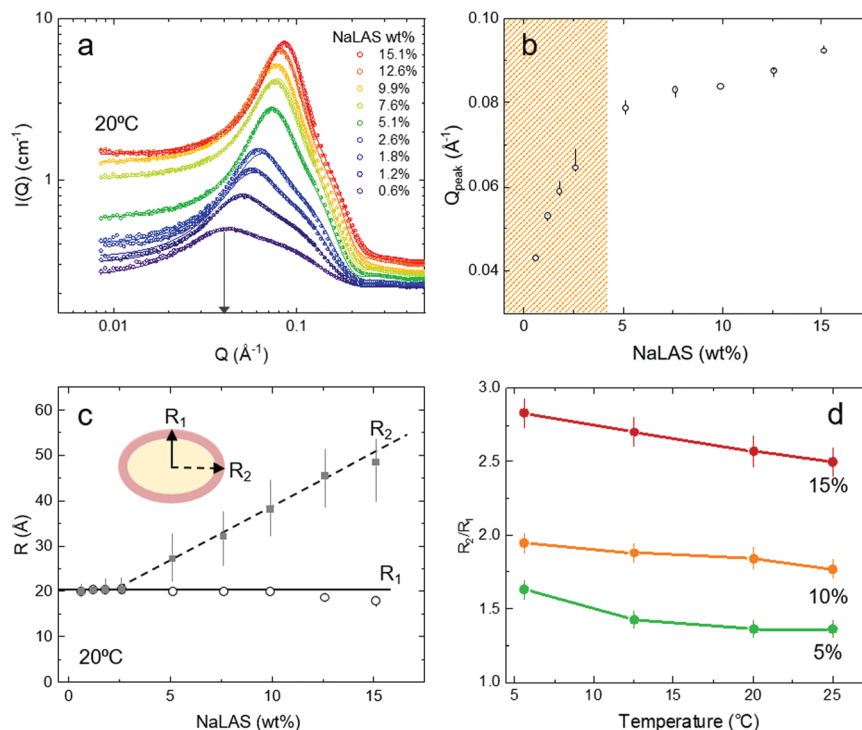 a
NaLAS wt%
15.1%
12.6%
9.9%
7.6%
5.1%
2.6%
1.8%
1.2%
0.6%
20ºC
10
1
I(Q) (cm⁻¹)
0.01
0.1
Q (Å⁻¹)
b
0.10
0.08
0.06
0.04
Q_peak (Å⁻¹)
0
5
10
15
NaLAS (wt%)
c
R₁
R₂
R₂
R₁
60
50
40
30
20
10
0
R (Å)
20ºC
0
5
10
15
NaLAS (wt%)
d
3.0
2.5
2.0
1.5
1.0
R₂/R₁
15%
10%
5%
5
10
15
20
25
Temperature (°C)